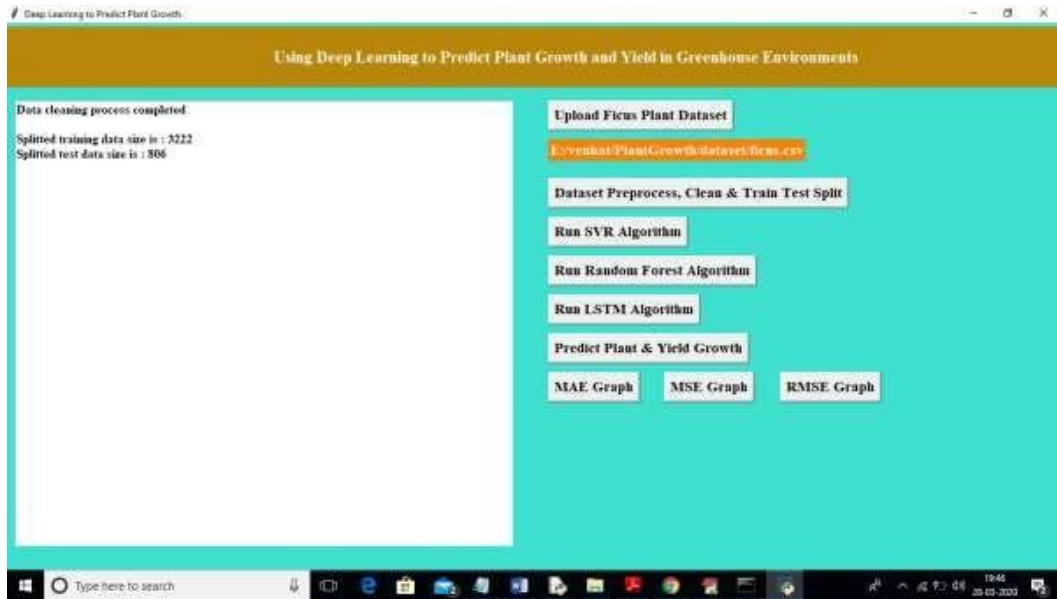 Deep Learning to Predict Plant Growth
Using Deep Learning to Predict Plant Growth and Yield in Greenhouse Environments
Data cleaning process completed
Splitted training data size is : 3222
Splitted test data size is : 806
Upload Ficus Plant Dataset
E:/venkat/PlantGrowth/dataset/ficus.csv
Dataset Preprocess, Clean & Train Test Split
Run SVR Algorithm
Run Random Forest Algorithm
Run LSTM Algorithm
Predict Plant & Yield Growth
MAE Graph MSE Graph RMSE Graph
Type here to search
19:46
20-03-2020